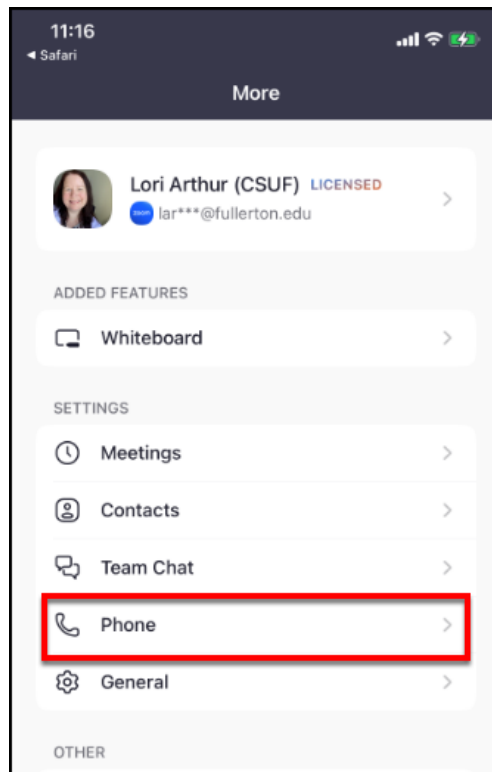 11:16
◄ Safari
More
Lori Arthur (CSUF) LICENSED
zoom lar***@fullerton.edu
ADDED FEATURES
Whiteboard
SETTINGS
Meetings
Contacts
Team Chat
Phone
General
OTHER